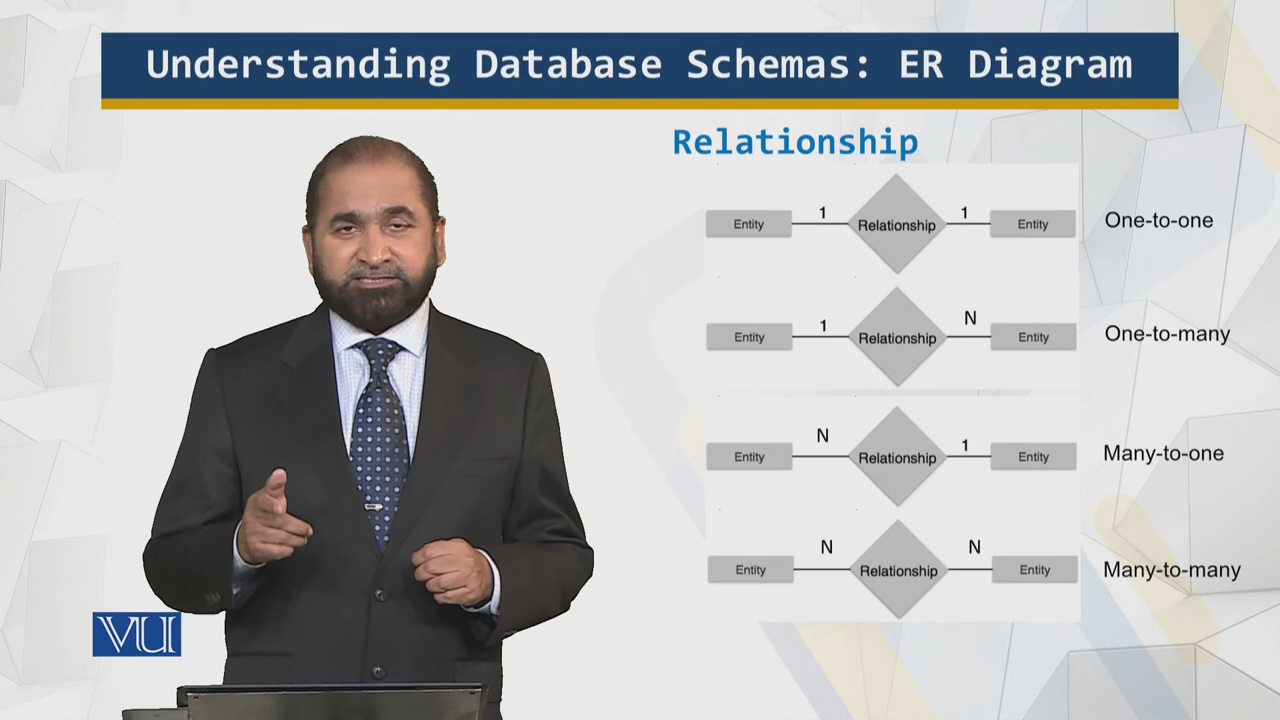 Understanding Database Schemas: ER Diagram
Relationship
Entity 1 Relationship 1 Entity One-to-one
Entity 1 Relationship N Entity One-to-many
Entity N Relationship 1 Entity Many-to-one
Entity N Relationship N Entity Many-to-many
VU